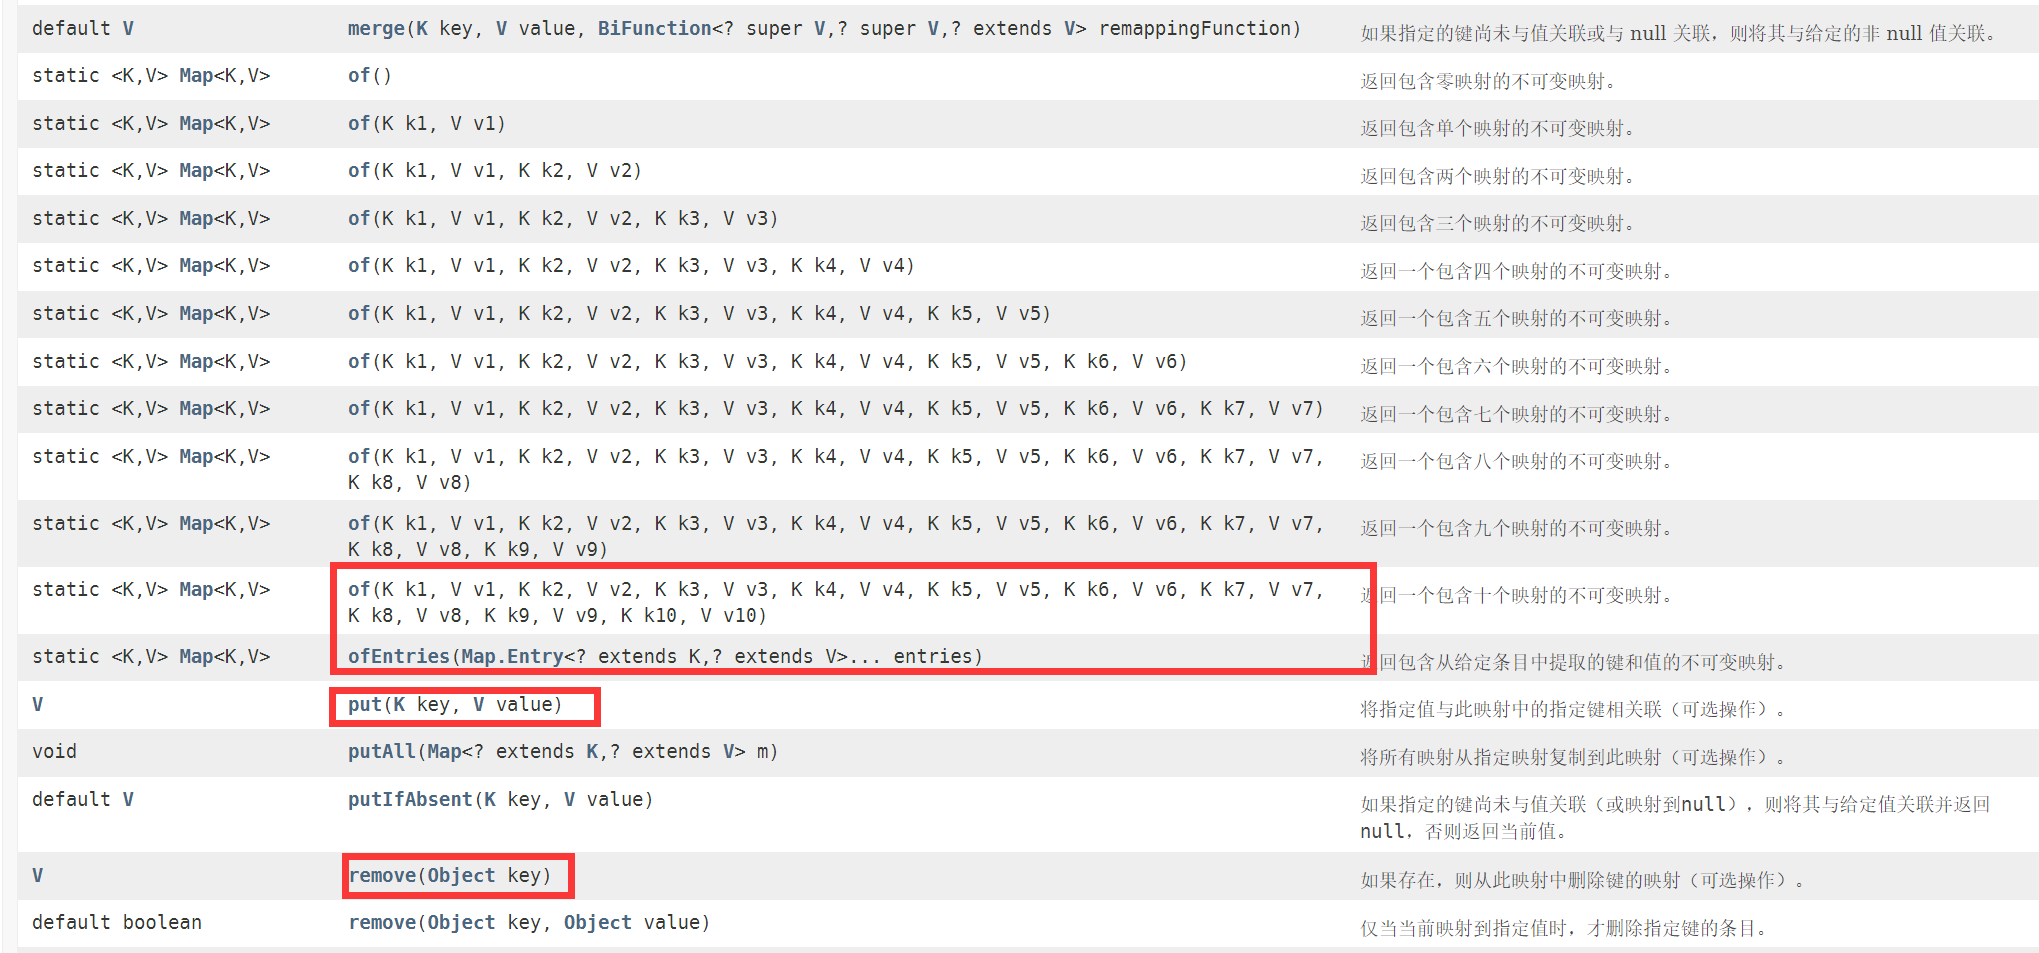 default V merge(K key, V value, BiFunction<? super V,? super V,? extends V> remappingFunction) 如果指定的键尚未与值关联或与 null 关联，则将其与给定的非 null 值关联。
static <K,V> Map<K,V> of() 返回包含零映射的不可变映射。
static <K,V> Map<K,V> of(K k1, V v1) 返回包含单个映射的不可变映射。
static <K,V> Map<K,V> of(K k1, V v1, K k2, V v2) 返回包含两个映射的不可变映射。
static <K,V> Map<K,V> of(K k1, V v1, K k2, V v2, K k3, V v3) 返回包含三个映射的不可变映射。
static <K,V> Map<K,V> of(K k1, V v1, K k2, V v2, K k3, V v3, K k4, V v4) 返回一个包含四个映射的不可变映射。
static <K,V> Map<K,V> of(K k1, V v1, K k2, V v2, K k3, V v3, K k4, V v4, K k5, V v5) 返回一个包含五个映射的不可变映射。
static <K,V> Map<K,V> of(K k1, V v1, K k2, V v2, K k3, V v3, K k4, V v4, K k5, V v5, K k6, V v6) 返回一个包含六个映射的不可变映射。
static <K,V> Map<K,V> of(K k1, V v1, K k2, V v2, K k3, V v3, K k4, V v4, K k5, V v5, K k6, V v6, K k7, V v7) 返回一个包含七个映射的不可变映射。
static <K,V> Map<K,V> of(K k1, V v1, K k2, V v2, K k3, V v3, K k4, V v4, K k5, V v5, K k6, V v6, K k7, V v7, 返回一个包含八个映射的不可变映射。
K k8, V v8)
static <K,V> Map<K,V> of(K k1, V v1, K k2, V v2, K k3, V v3, K k4, V v4, K k5, V v5, K k6, V v6, K k7, V v7, 返回一个包含九个映射的不可变映射。
K k8, V v8, K k9, V v9)
static <K,V> Map<K,V> of(K k1, V v1, K k2, V v2, K k3, V v3, K k4, V v4, K k5, V v5, K k6, V v6, K k7, V v7, 返回一个包含十个映射的不可变映射。
K k8, V v8, K k9, V v9, K k10, V v10)
static <K,V> Map<K,V> ofEntries(Map.Entry<? extends K,? extends V>... entries) 返回包含从给定条目中提取的键和值的不可变映射。
V put(K key, V value) 将指定值与此映射中的指定键相关联（可选操作）。
void putAll(Map<? extends K,? extends V> m) 将所有映射从指定映射复制到此映射（可选操作）。
default V putIfAbsent(K key, V value) 如果指定的键尚未与值关联（或映射到null），则将其与给定值关联并返回
null，否则返回当前值。
V remove(Object key) 如果存在，则从此映射中删除键的映射（可选操作）。
default boolean remove(Object key, Object value) 仅当当前映射到指定值时，才删除指定键的条目。